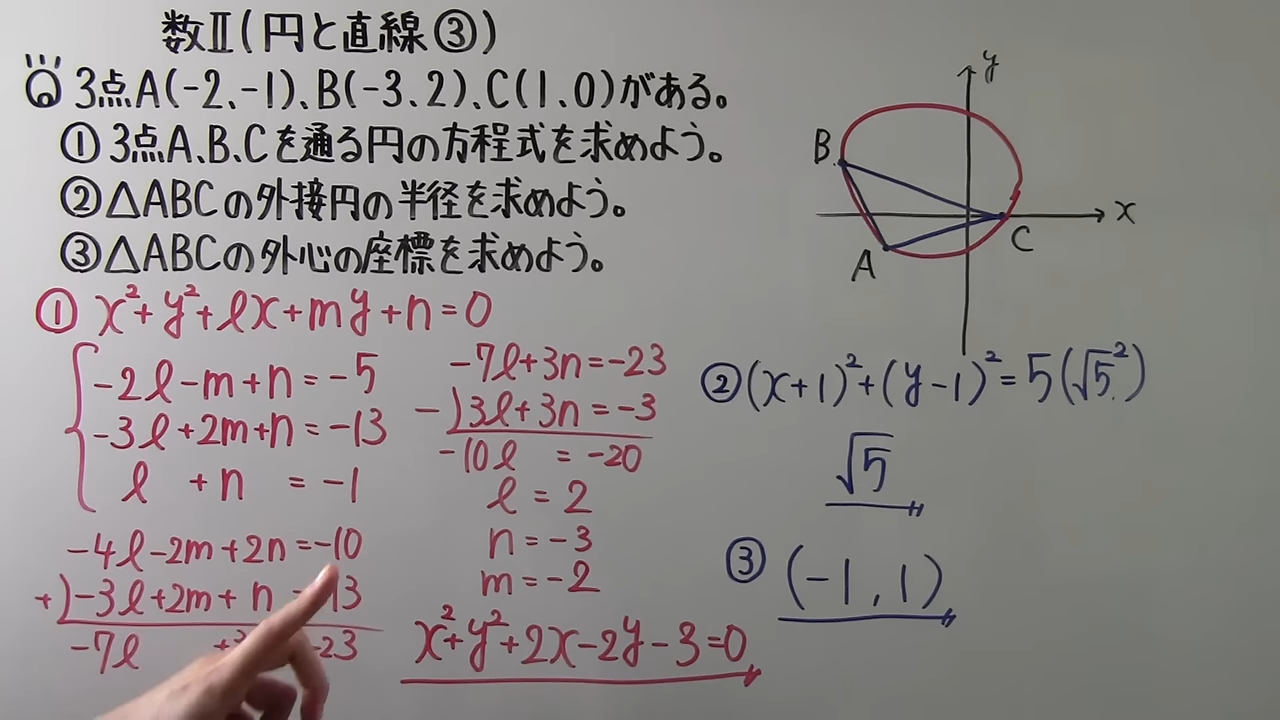 数Ⅱ(円と直線③)
Q 3点A(-2、-1)、B(-3、2)、C(1、0)がある。
① 3点A、B、Cを通る円の方程式を求めよう。
② △ABCの外接円の半径を求めよう。
③ △ABCの外心の座標を求めよう。
① x²+y²+lx+my+n=0
-2l-m+n=-5
-3l+2m+n=-13
l +n =-1
-4l-2m+2n=-10
+)-3l+2m+n 13
-7l + -23
-7l+3n=-23
-)3l+3n=-3
-10l =-20
l=2
n=-3
m=-2
x²+y²+2x-2y-3=0
y
B
x
A
C
② (x+1)²+(y-1)²=5(√5²)
√5
③ (-1,1)